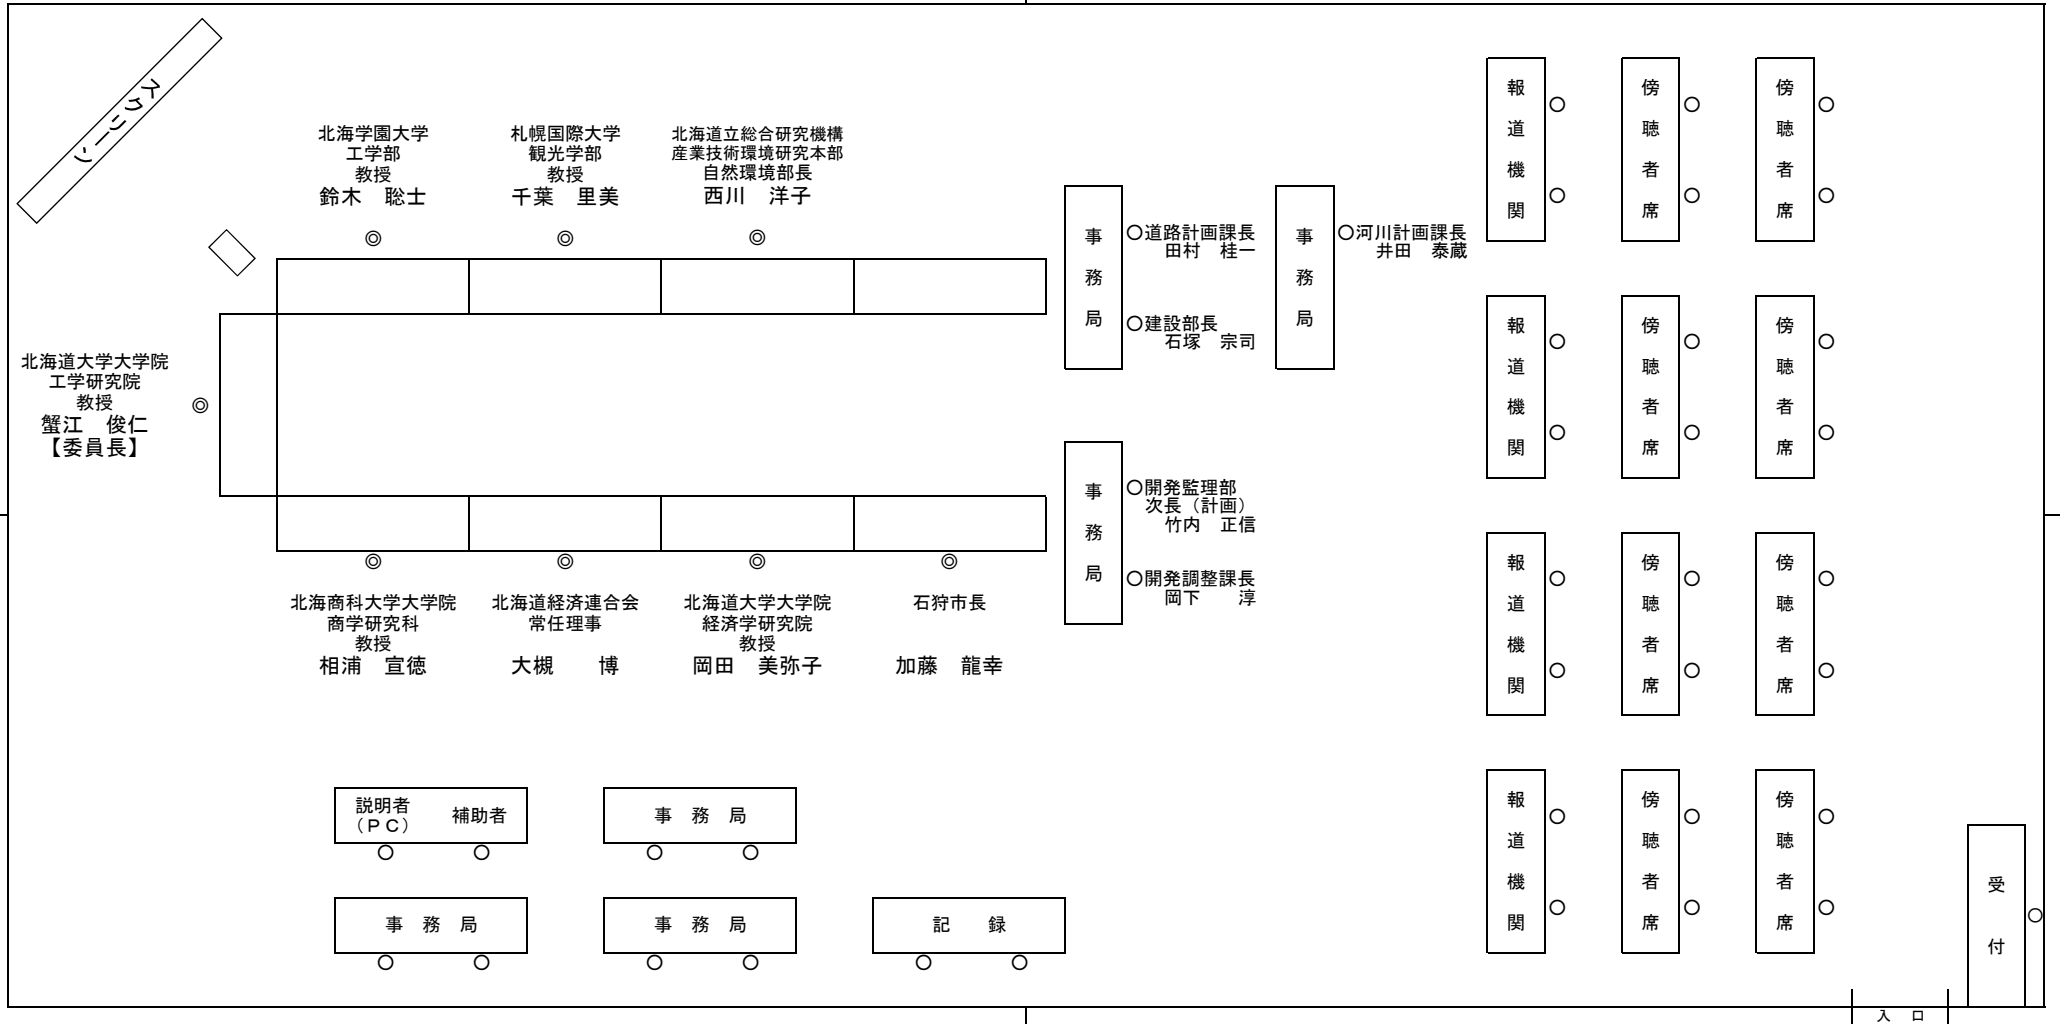 スクリーン
北海学園大学
工学部
教授
鈴木　聡士
札幌国際大学
観光学部
教授
千葉　里美
北海道立総合研究機構
産業技術環境研究本部
自然環境部長
西川　洋子
北海道大学大学院
工学研究院
教授
蟹江　俊仁
【委員長】
北海商科大学大学院
商学研究科
教授
相浦　宣徳
北海道経済連合会
常任理事
大槻　　博
北海道大学大学院
経済学研究院
教授
岡田　美弥子
石狩市長
加藤　龍幸
事務局
○道路計画課長
田村　桂一
○建設部長
石塚　宗司
事務局
○河川計画課長
井田　泰蔵
事務局
○開発監理部
次長（計画）
竹内　正信
○開発調整課長
岡下　　淳
報道機関
傍聴者席
傍聴者席
報道機関
傍聴者席
傍聴者席
報道機関
傍聴者席
傍聴者席
報道機関
傍聴者席
傍聴者席
説明者
（ＰＣ）
補助者
事　務　局
事　務　局
事　務　局
記　　録
受付
入　口